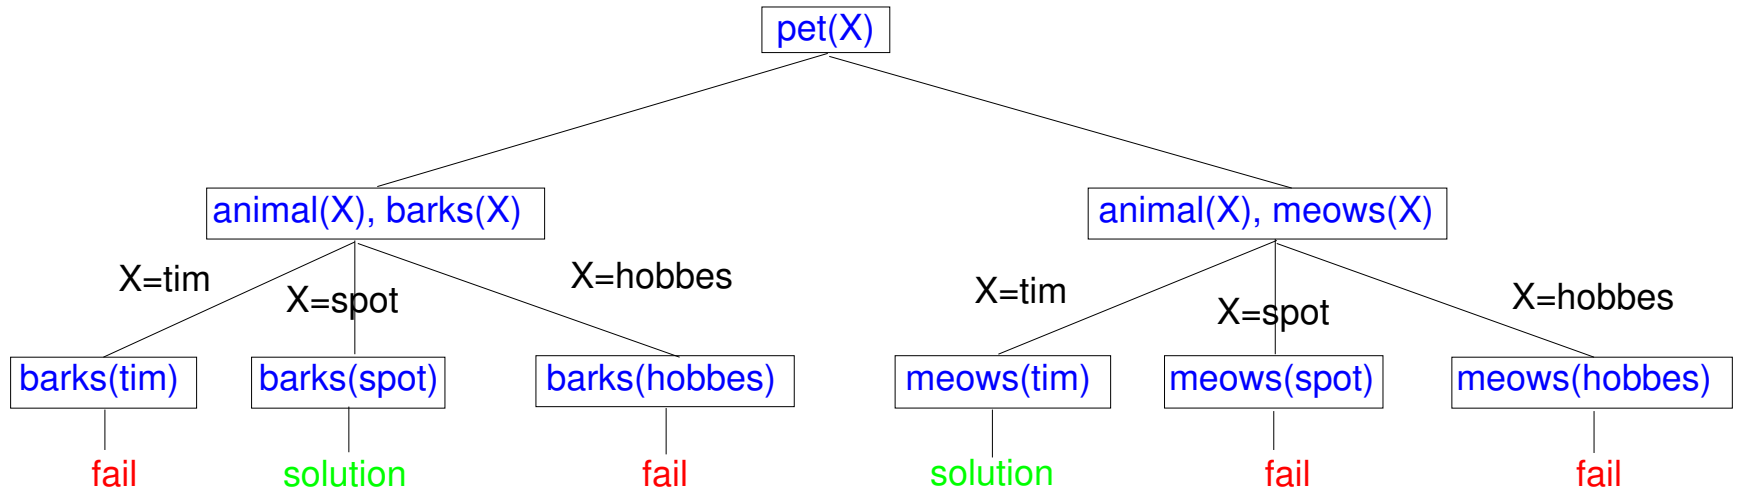 pet(X)
animal(X), barks(X)
animal(X), meows(X)
X=tim
X=spot
X=hobbes
X=tim
X=spot
X=hobbes
barks(tim)
barks(spot)
barks(hobbes)
meows(tim)
meows(spot)
meows(hobbes)
fail
solution
fail
solution
fail
fail